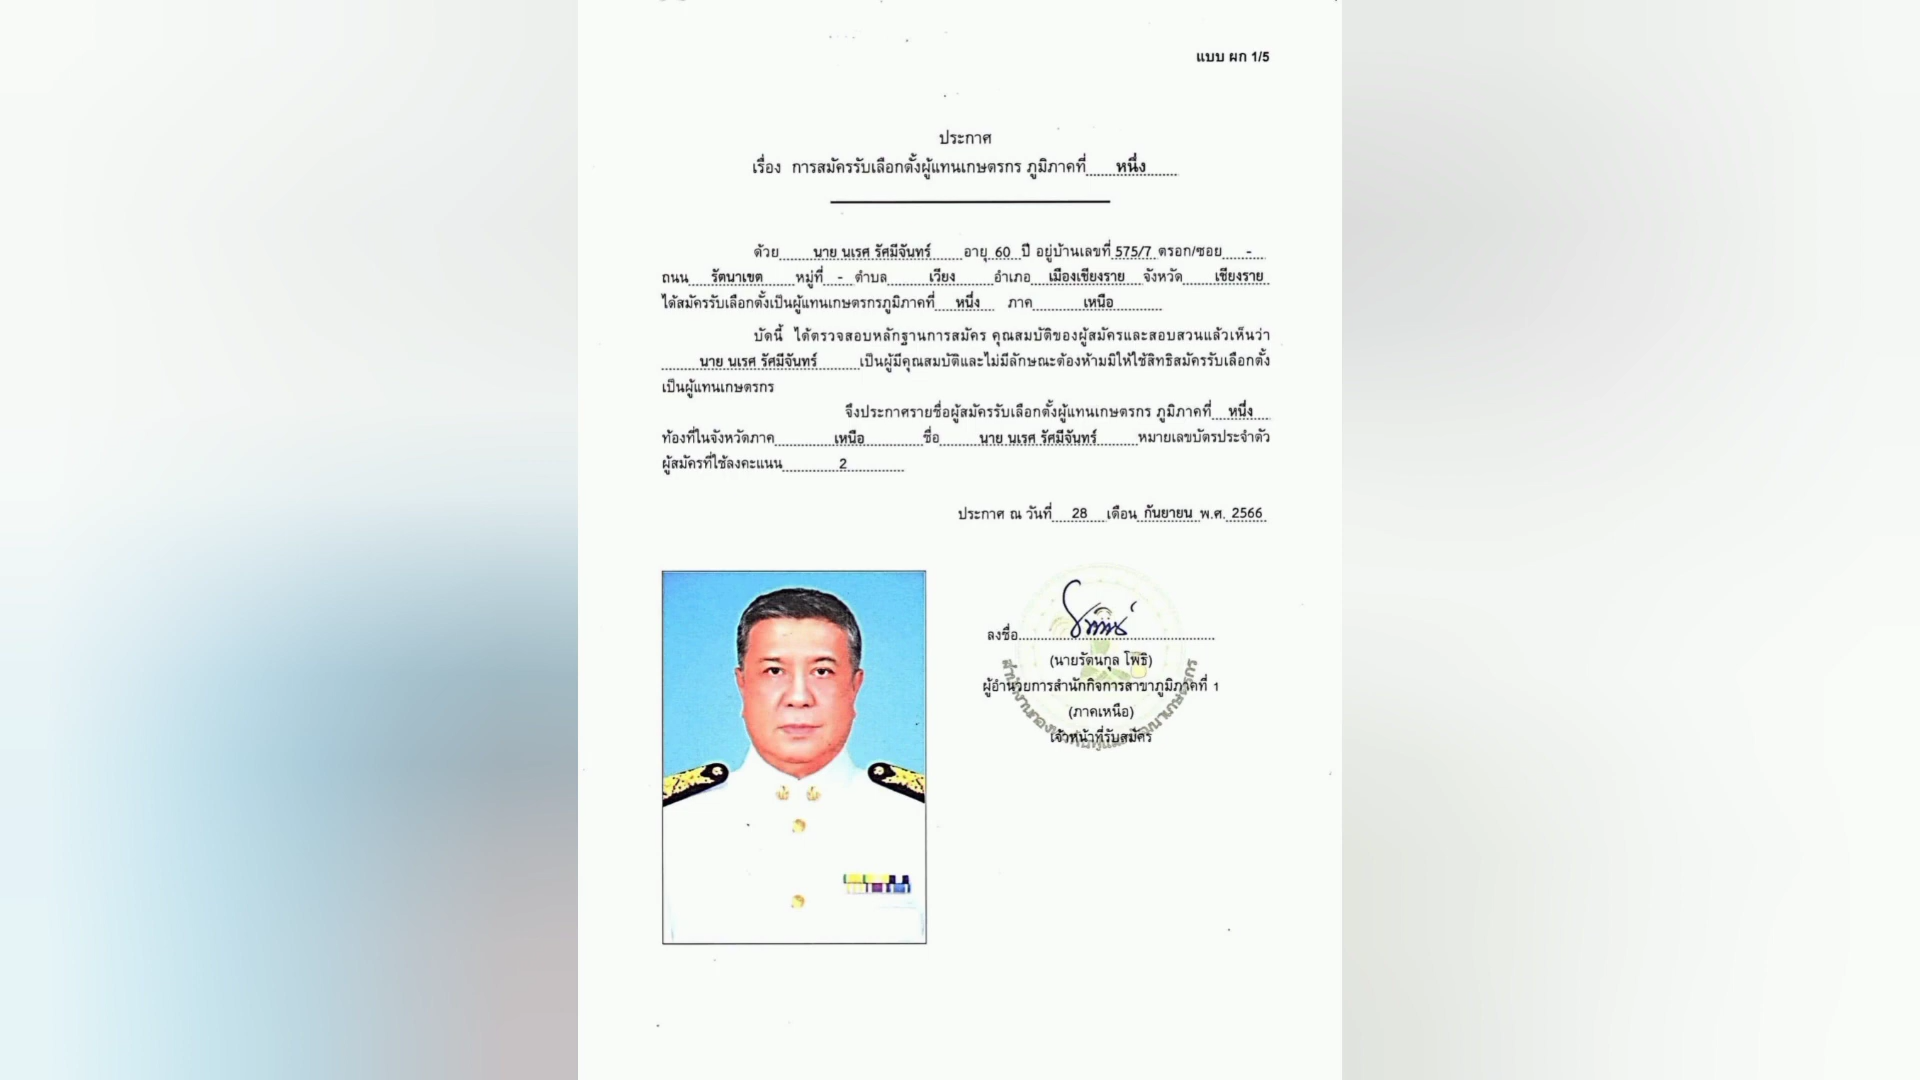 แบบ ผก 1/5
ประกาศ
เรื่อง การสมัครรับเลือกตั้งผู้แทนเกษตรกร ภูมิภาคที่ หนึ่ง
ด้วย นาย นเรศ รัศมีจันทร์ อายุ 60 ปี อยู่บ้านเลขที่ 575/7 ตรอก/ซอย -
ถนน รัตนาเขต หมู่ที่ - ตำบล เวียง อำเภอ เมืองเชียงราย จังหวัด เชียงราย
ได้สมัครรับเลือกตั้งเป็นผู้แทนเกษตรกรภูมิภาคที่ หนึ่ง ภาค เหนือ
บัดนี้ ได้ตรวจสอบหลักฐานการสมัคร คุณสมบัติของผู้สมัครและสอบสวนแล้วเห็นว่า
นาย นเรศ รัศมีจันทร์ เป็นผู้มีคุณสมบัติและไม่มีลักษณะต้องห้ามมิให้ใช้สิทธิสมัครรับเลือกตั้ง
เป็นผู้แทนเกษตรกร
จึงประกาศรายชื่อผู้สมัครรับเลือกตั้งผู้แทนเกษตรกร ภูมิภาคที่ หนึ่ง
ท้องที่ในจังหวัดภาค เหนือ ชื่อ นาย นเรศ รัศมีจันทร์ หมายเลขบัตรประจำตัว
ผู้สมัครที่ใช้ลงคะแนน 2
ประกาศ ณ วันที่ 28 เดือน กันยายน พ.ศ. 2566
ลงชื่อ
(นายรัตนกุล โพธิ)
ผู้อำนวยการสำนักกิจการสาขาภูมิภาคที่ 1
(ภาคเหนือ)
เจ้าหน้าที่รับสมัคร